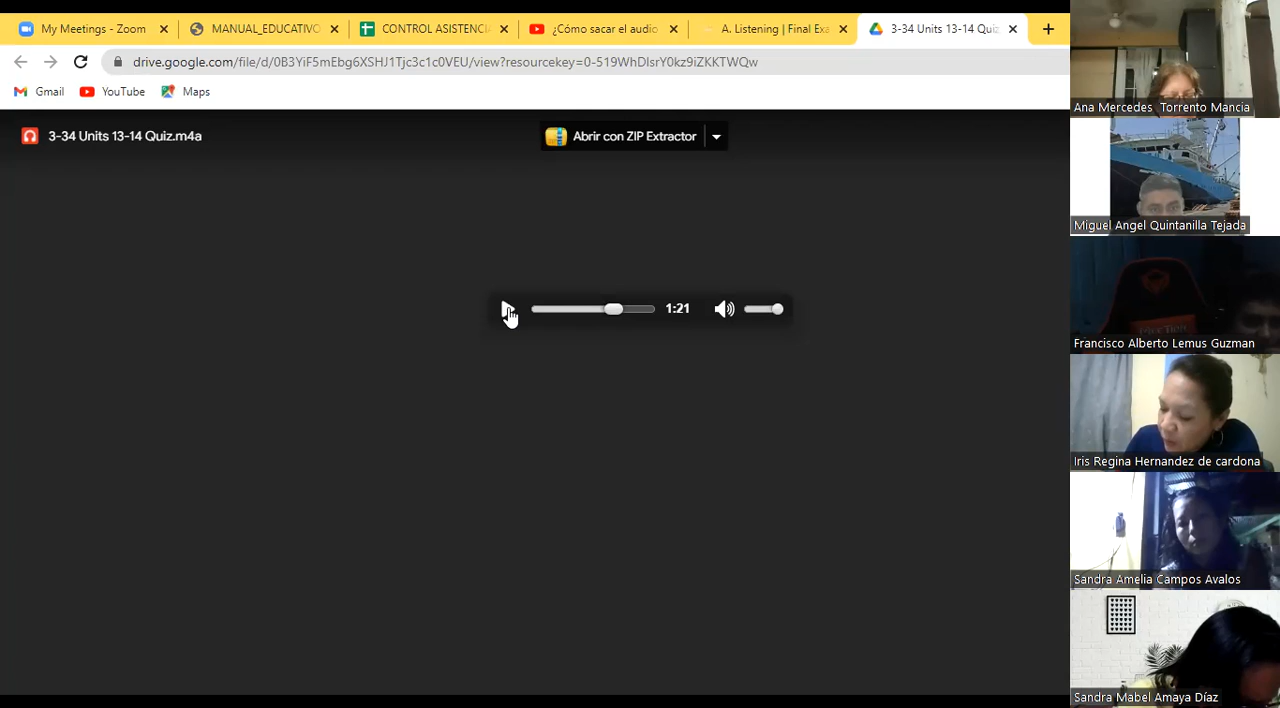 My Meetings - Zoom
MANUAL_EDUCATIVO
CONTROL ASISTENCIA
¿Cómo sacar el audio
A. Listening | Final Exa
3-34 Units 13-14 Quiz.
drive.google.com/file/d/0B3YiF5mEbg6XSHJ1Tjc3c1c0VEU/view?resourcekey=0-519WhDlsrY0kz9iZKKTWQw
Gmail
YouTube
Maps
3-34 Units 13-14 Quiz.m4a
Abrir con ZIP Extractor
1:21
Ana Mercedes Torrento Mancia
Miguel Angel Quintanilla Tejada
Francisco Alberto Lemus Guzman
Iris Regina Hernandez de cardona
Sandra Amelia Campos Avalos
Sandra Mabel Amaya Díaz